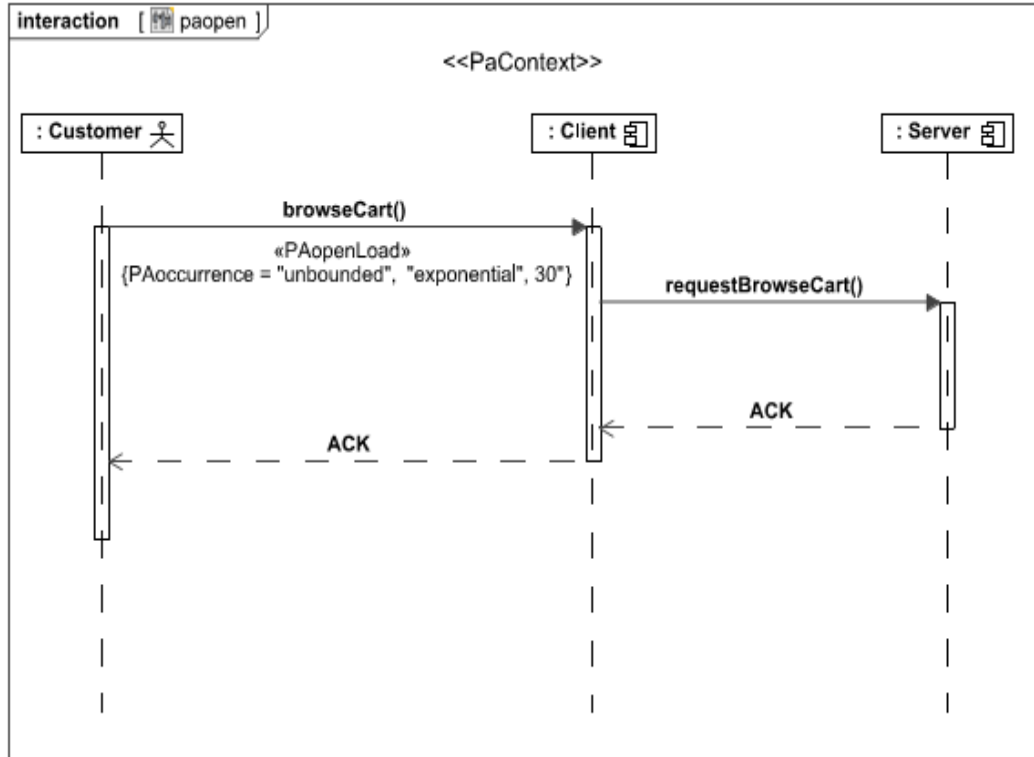 interaction [ paopen ]
<<PaContext>>
: Customer
: Client
: Server
browseCart()
«PAopenLoad»
{PAoccurrence = "unbounded", "exponential", 30"}
requestBrowseCart()
ACK
ACK